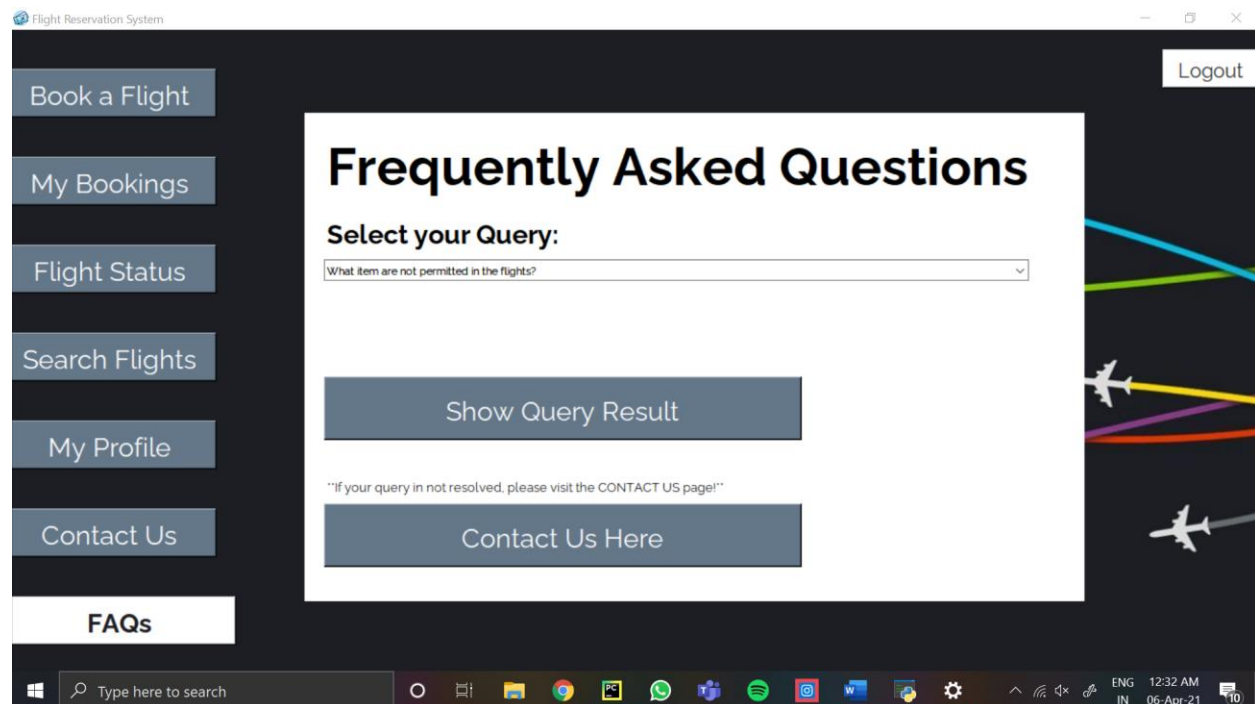 Flight Reservation System
Logout
Book a Flight
My Bookings
Flight Status
Search Flights
My Profile
Contact Us
FAQs
Frequently Asked Questions
Select your Query:
What item are not permitted in the flights?
Show Query Result
**If your query in not resolved, please visit the CONTACT US page!**
Contact Us Here
Type here to search
PC
W
ENG
IN
12:32 AM
06-Apr-21
10